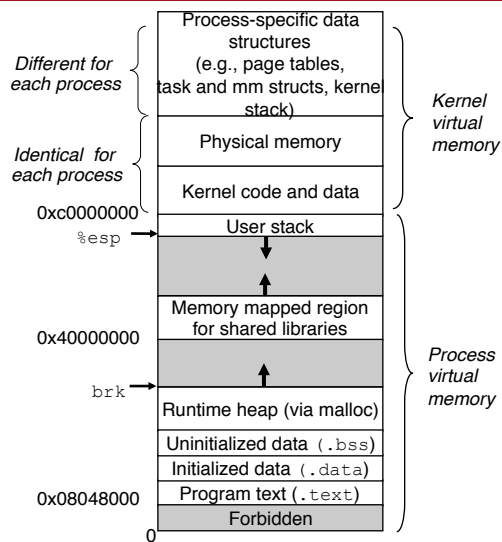 Process-specific data
structures
(e.g., page tables,
task and mm structs, kernel
stack)
Different for
each process
Physical memory
Kernel
virtual
memory
Identical for
each process
Kernel code and data
0xc0000000
User stack
%esp
Memory mapped region
for shared libraries
0x40000000
Process
virtual
memory
brk
Runtime heap (via malloc)
Uninitialized data (.bss)
Initialized data (.data)
Program text (.text)
0x08048000
Forbidden
0